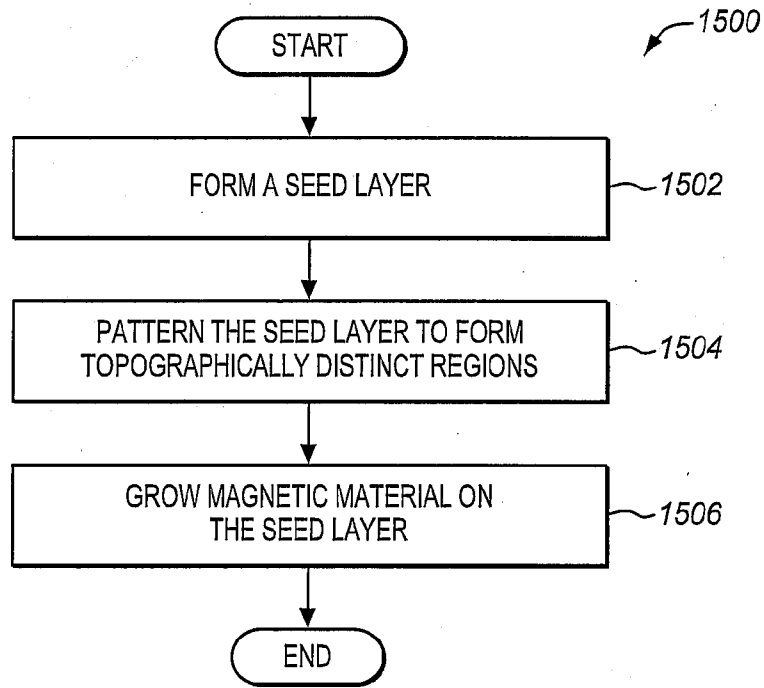 1500
START
FORM A SEED LAYER
1502
PATTERN THE SEED LAYER TO FORM
TOPOGRAPHICALLY DISTINCT REGIONS
1504
GROW MAGNETIC MATERIAL ON
THE SEED LAYER
1506
END